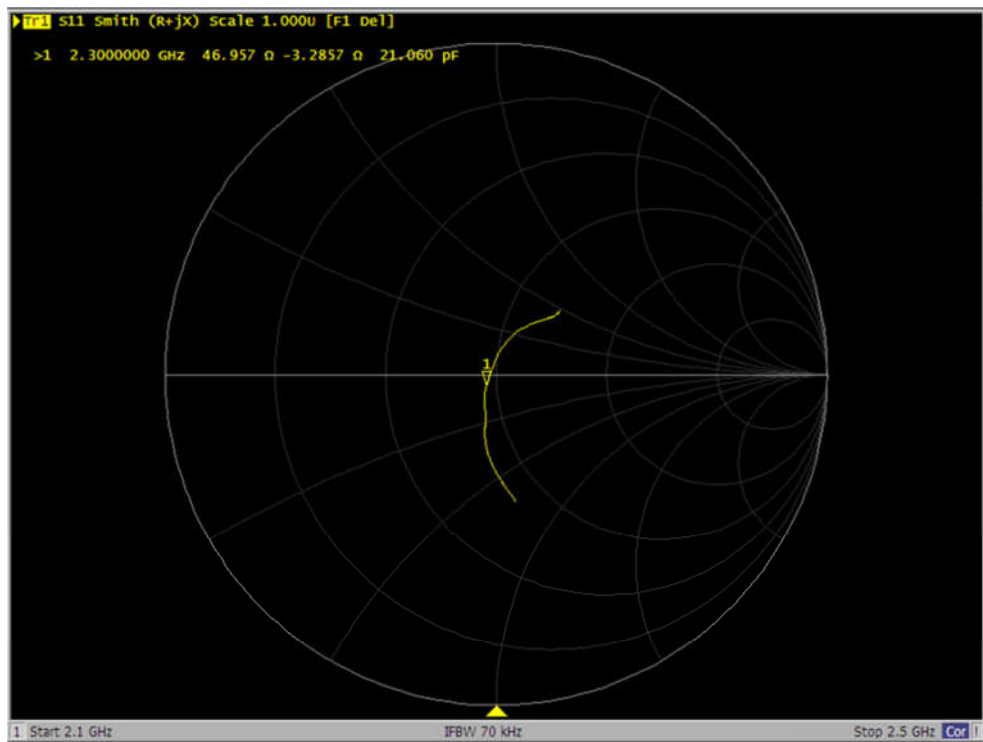 Tr1 S11 Smith (R+jX) Scale 1.000U [F1 Del]
>1 2.3000000 GHz 46.957 Ω -3.2857 Ω 21.060 pF
1
1 Start 2.1 GHz IFBW 70 kHz Stop 2.5 GHz Cor !